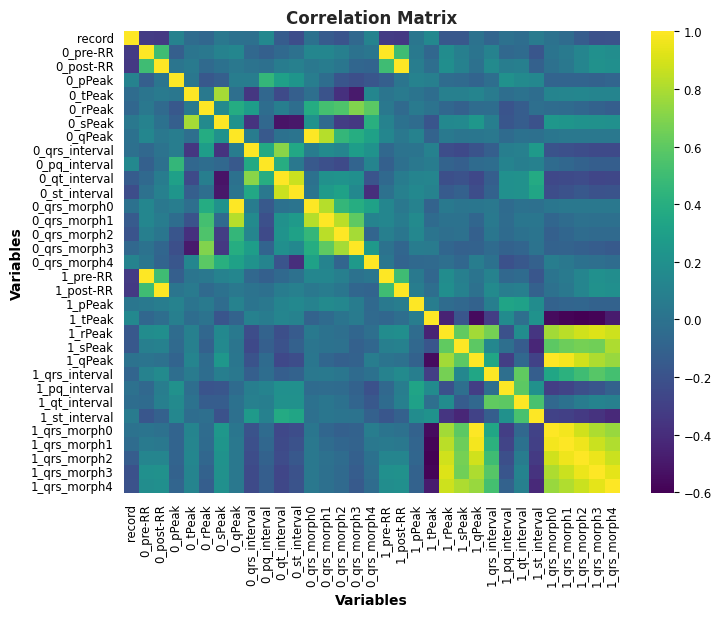 Correlation Matrix
Variables
record
0_pre-RR
0_post-RR
0_pPeak
0_tPeak
0_rPeak
0_sPeak
0_qPeak
0_qrs_interval
0_pq_interval
0_qt_interval
0_st_interval
0_qrs_morph0
0_qrs_morph1
0_qrs_morph2
0_qrs_morph3
0_qrs_morph4
1_pre-RR
1_post-RR
1_pPeak
1_tPeak
1_rPeak
1_sPeak
1_qPeak
1_qrs_interval
1_pq_interval
1_qt_interval
1_st_interval
1_qrs_morph0
1_qrs_morph1
1_qrs_morph2
1_qrs_morph3
1_qrs_morph4
record
0_pre-RR
0_post-RR
0_pPeak
0_tPeak
0_rPeak
0_sPeak
0_qPeak
0_qrs_interval
0_pq_interval
0_qt_interval
0_st_interval
0_qrs_morph0
0_qrs_morph1
0_qrs_morph2
0_qrs_morph3
0_qrs_morph4
1_pre-RR
1_post-RR
1_pPeak
1_tPeak
1_rPeak
1_sPeak
1_qPeak
1_qrs_interval
1_pq_interval
1_qt_interval
1_st_interval
1_qrs_morph0
1_qrs_morph1
1_qrs_morph2
1_qrs_morph3
1_qrs_morph4
Variables
1.0
0.8
0.6
0.4
0.2
0.0
−0.2
−0.4
−0.6